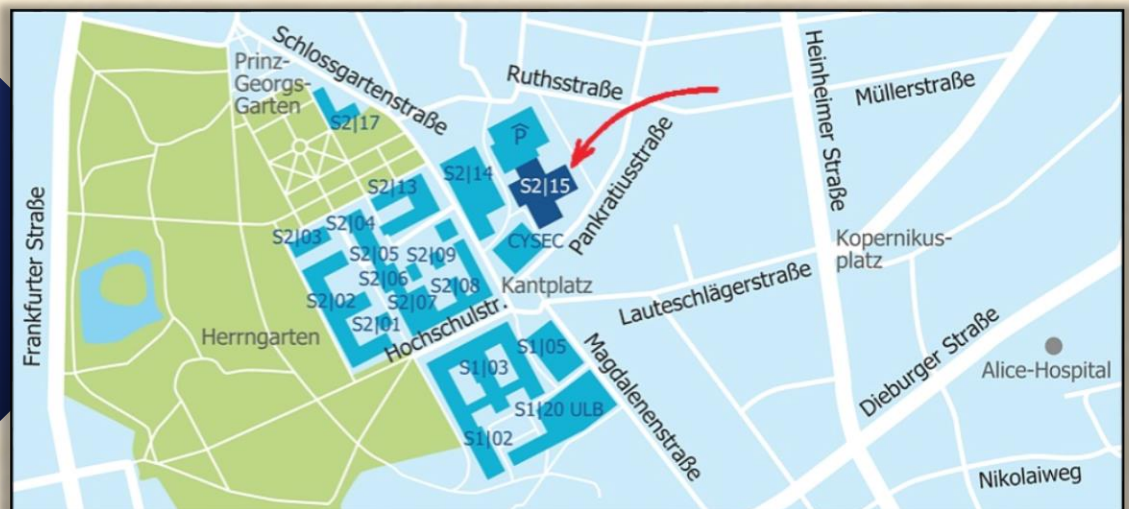 Schlossgartenstraße
Prinz-
Georgs-
Garten
S2|17
Ruthsstraße
Heinheimer Straße
Müllerstraße
P
S2|14
S2|15
S2|13
Pankratiusstraße
Frankfurter Straße
S2|04
S2|03
S2|05
S2|09
CYSEC
Kopernikus-
platz
S2|06
S2|08
Kantplatz
S2|02
S2|07
Lauteschlägerstraße
S2|01
Hochschulstr.
Herrngarten
S1|05
Magdalenenstraße
Dieburger Straße
Alice-Hospital
S1|03
S1|20 ULB
S1|02
Nikolaiweg